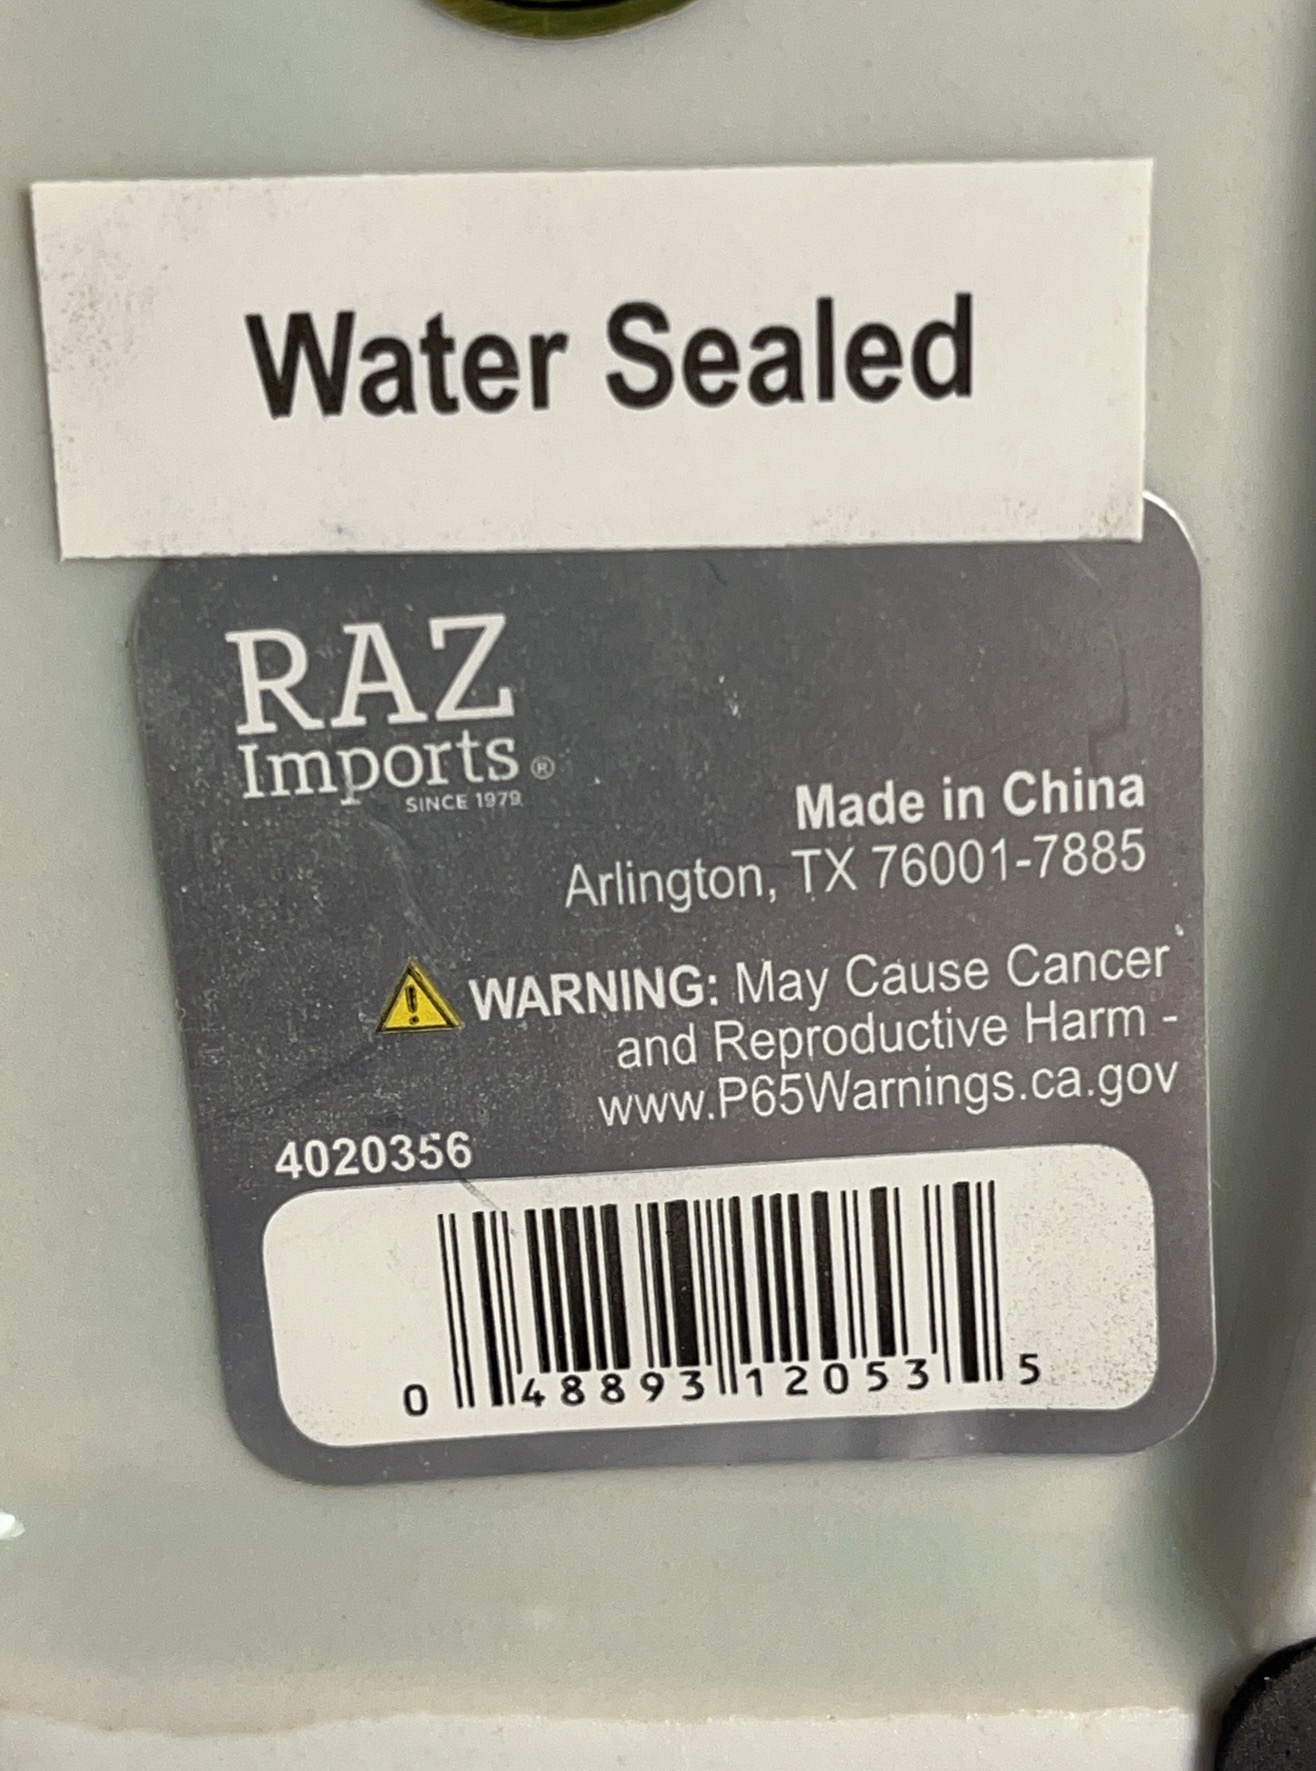 Water Sealed
RAZ
Imports®
SINCE 1979
Made in China
Arlington, TX 76001-7885
WARNING: May Cause Cancer
and Reproductive Harm -
www.P65Warnings.ca.gov
4020356
0 48893 12053 5